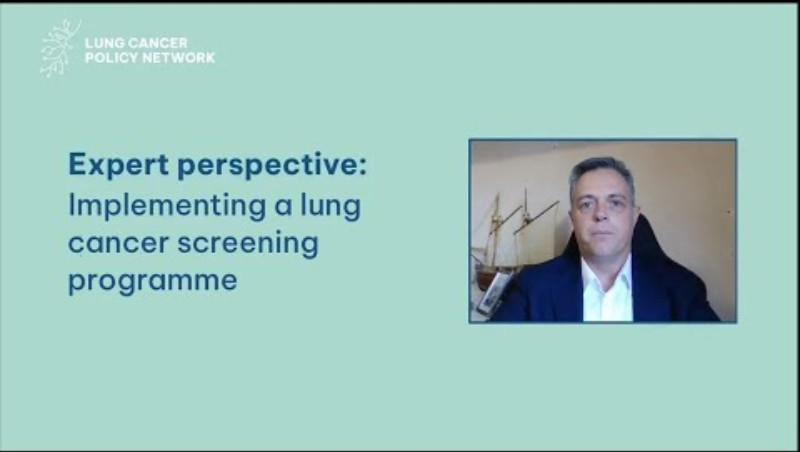 LUNG CANCER
POLICY NETWORK
Expert perspective:
Implementing a lung
cancer screening
programme